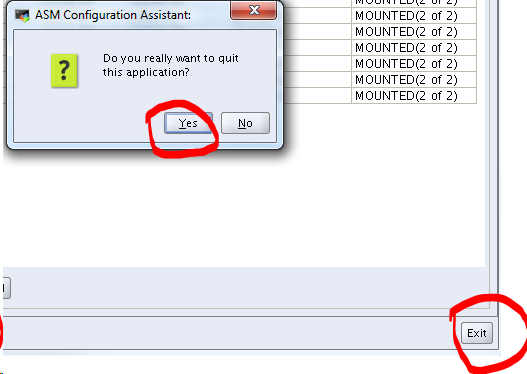 ASM Configuration Assistant:
MOUNTED(2 of 2)
MOUNTED(2 of 2)
MOUNTED(2 of 2)
MOUNTED(2 of 2)
MOUNTED(2 of 2)
MOUNTED(2 of 2)
MOUNTED(2 of 2)
Do you really want to quit
this application?
Yes
No
Exit